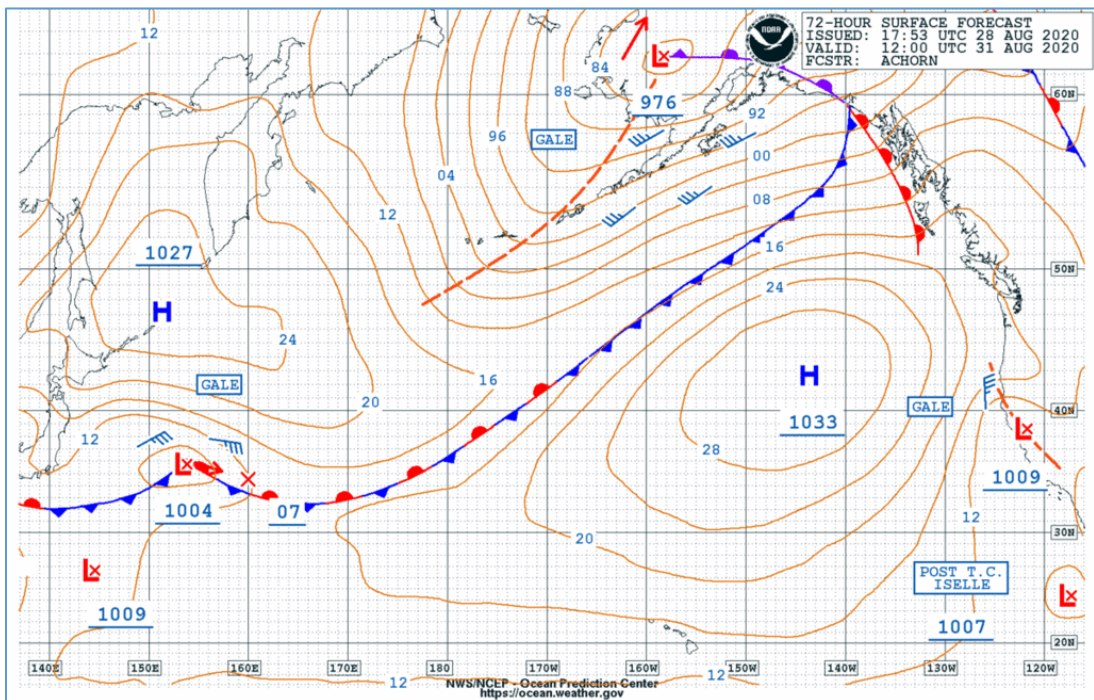 12
NOAA
72-HOUR SURFACE FORECAST
ISSUED: 17:53 UTC 28 AUG 2020
VALID: 12:00 UTC 31 AUG 2020
FCSTR: ACHORN
L
84
88
976
60N
92
96
GALE
00
04
08
12
1027
16
50N
24
H
24
16
GALE
20
H
GALE
40N
12
1033
L
28
1009
L
1004
07
12
20
30N
L
POST T.C.
ISELLE
L
1009
1007
20N
140E
150E
160E
170E
180
170W
160W
150W
140W
130W
120W
12
12
NWS/NCEP - Ocean Prediction Center
https://ocean.weather.gov